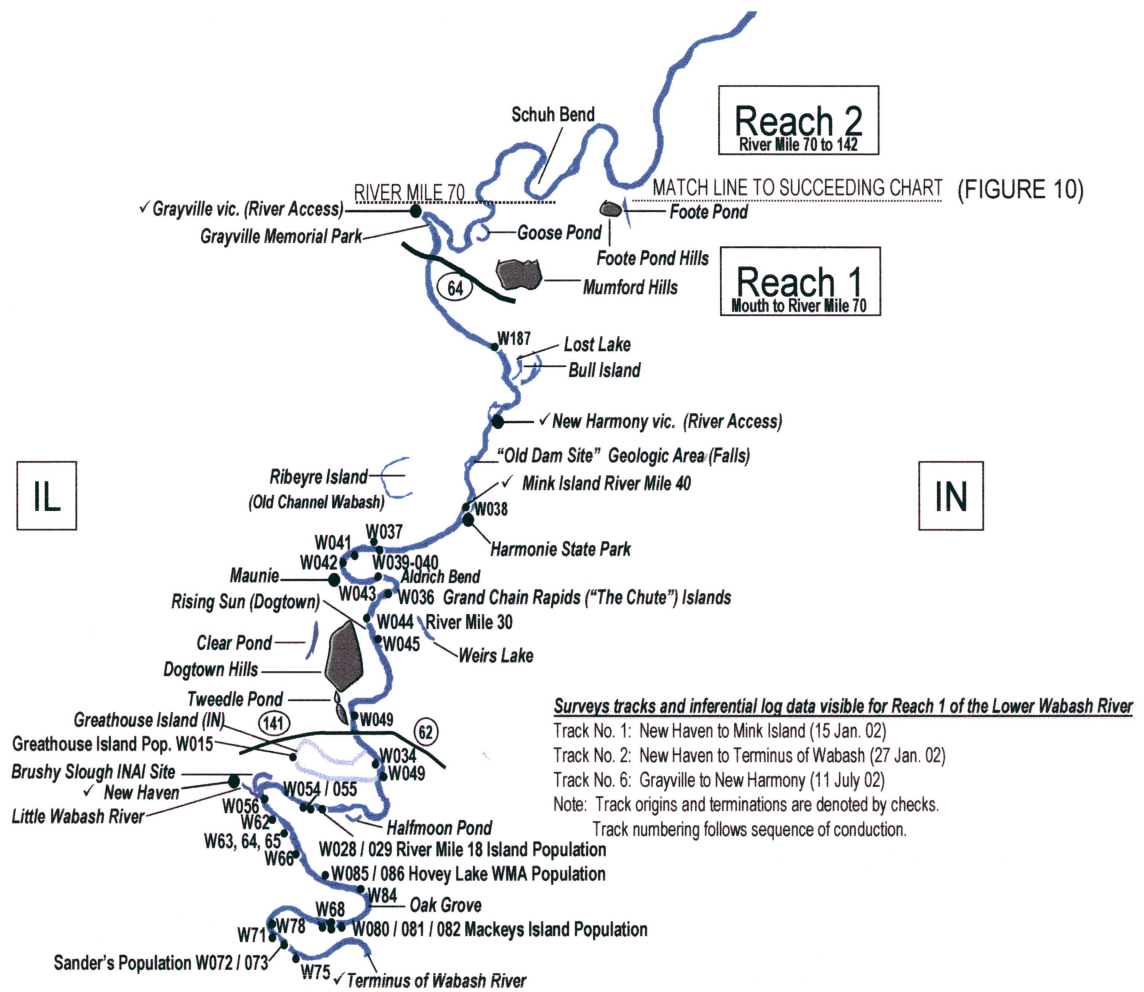 Schuh Bend
Reach 2
River Mile 70 to 142
RIVER MILE 70
MATCH LINE TO SUCCEEDING CHART (FIGURE 10)
✓ Grayville vic. (River Access)
Foote Pond
Grayville Memorial Park
Goose Pond
Foote Pond Hills
Reach 1
Mouth to River Mile 70
64
Mumford Hills
W187
Lost Lake
Bull Island
✓ New Harmony vic. (River Access)
"Old Dam Site" Geologic Area (Falls)
IL
IN
Ribeyre Island
(Old Channel Wabash)
✓ Mink Island River Mile 40
W038
Harmonie State Park
W037
W041
W042
W039-040
Maunie
Aldrich Bend
W043
W036 Grand Chain Rapids ("The Chute") Islands
Rising Sun (Dogtown)
W044 River Mile 30
Clear Pond
W045
Weirs Lake
Dogtown Hills
Tweedle Pond
W049
Greathouse Island (IN)
141
62
Greathouse Island Pop. W015
W034
Brushy Slough INAI Site
W049
✓ New Haven
W054 / 055
Little Wabash River
W056
Halfmoon Pond
W62
W63, 64, 65
W028 / 029 River Mile 18 Island Population
W66
W085 / 086 Hovey Lake WMA Population
W84
Oak Grove
W68
W78
W080 / 081 / 082 Mackeys Island Population
W71
Sander's Population W072 / 073
W75
✓ Terminus of Wabash River
Surveys tracks and inferential log data visible for Reach 1 of the Lower Wabash River
Track No. 1: New Haven to Mink Island (15 Jan. 02)
Track No. 2: New Haven to Terminus of Wabash (27 Jan. 02)
Track No. 6: Grayville to New Harmony (11 July 02)
Note: Track origins and terminations are denoted by checks.
Track numbering follows sequence of conduction.